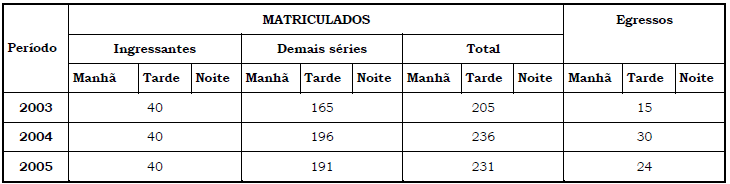 MATRICULADOS Egressos
Período
Ingressantes Demais séries Total
Manhã Tarde Noite Manhã Tarde Noite Manhã Tarde Noite Manhã Tarde Noite
2003 40 165 205 15
2004 40 196 236 30
2005 40 191 231 24